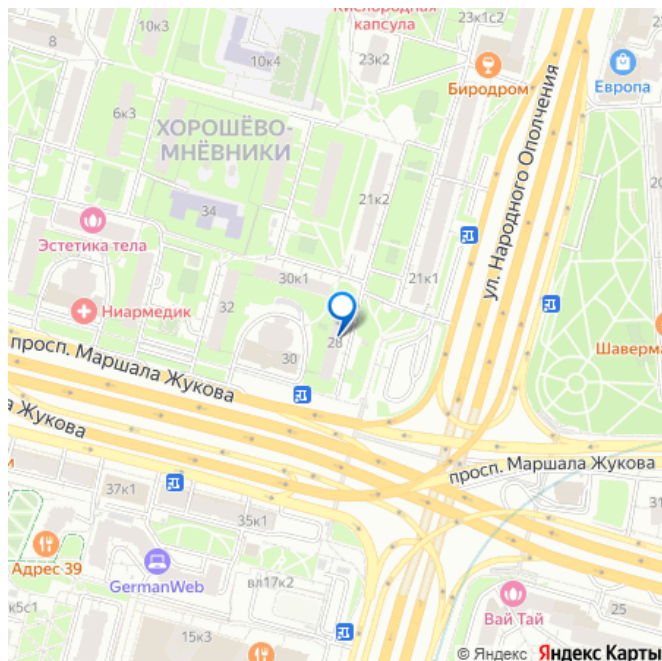 Кислородная
капсула
23к1с2
10к3
8
10к4
23к2
Биродром
Европа
6к3
ХОРОШЁВО-
МНЁВНИКИ
ул. Народного Ополчения
20
21к2
34
Эстетика тела
30к1
21к1
32
Ниармедик
28
30
Шаверма
просп. Маршала Жукова
а Жукова
просп. Маршала Жукова
31А
37к1
35к1
Адрес 39
GermanWeb
вл17к2
к5с1
Вай Тай
25
15к3
© Яндекс Яндекс Карты